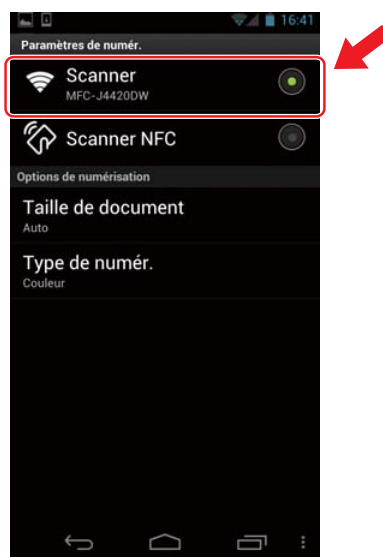 16:41
Paramètres de numér.
Scanner
MFC-J4420DW
Scanner NFC
Options de numérisation
Taille de document
Auto
Type de numér.
Couleur